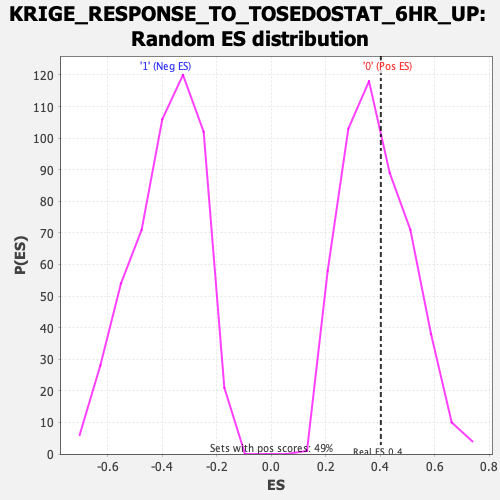 KRIGE_RESPONSE_TO_TOSEDOSTAT_6HR_UP:
Random ES distribution
'1' (Neg ES)
'0' (Pos ES)
120
110
100
90
80
70
60
50
40
30
20
10
0
P(ES)
Sets with pos scores: 49%
Real ES 0.4
-0.6 -0.4 -0.2 0.0 0.2 0.4 0.6 0.8
ES